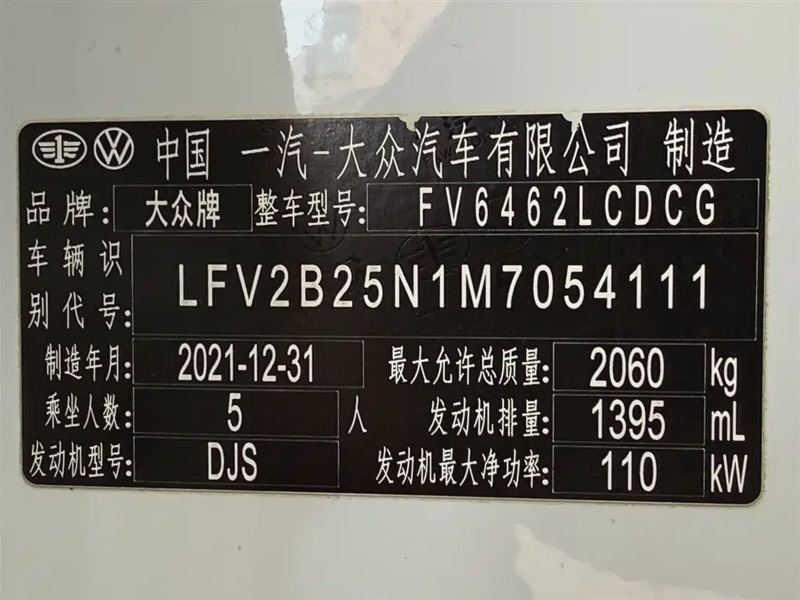 中国 一汽-大众汽车有限公司 制造
品牌: 大众牌 整车型号: FV6462LCDCG
车辆识别代号: LFV2B25N1M7054111
制造年月: 2021-12-31 最大允许总质量: 2060 kg
乘坐人数: 5 人 发动机排量: 1395 mL
发动机型号: DJS 发动机最大净功率: 110 kW